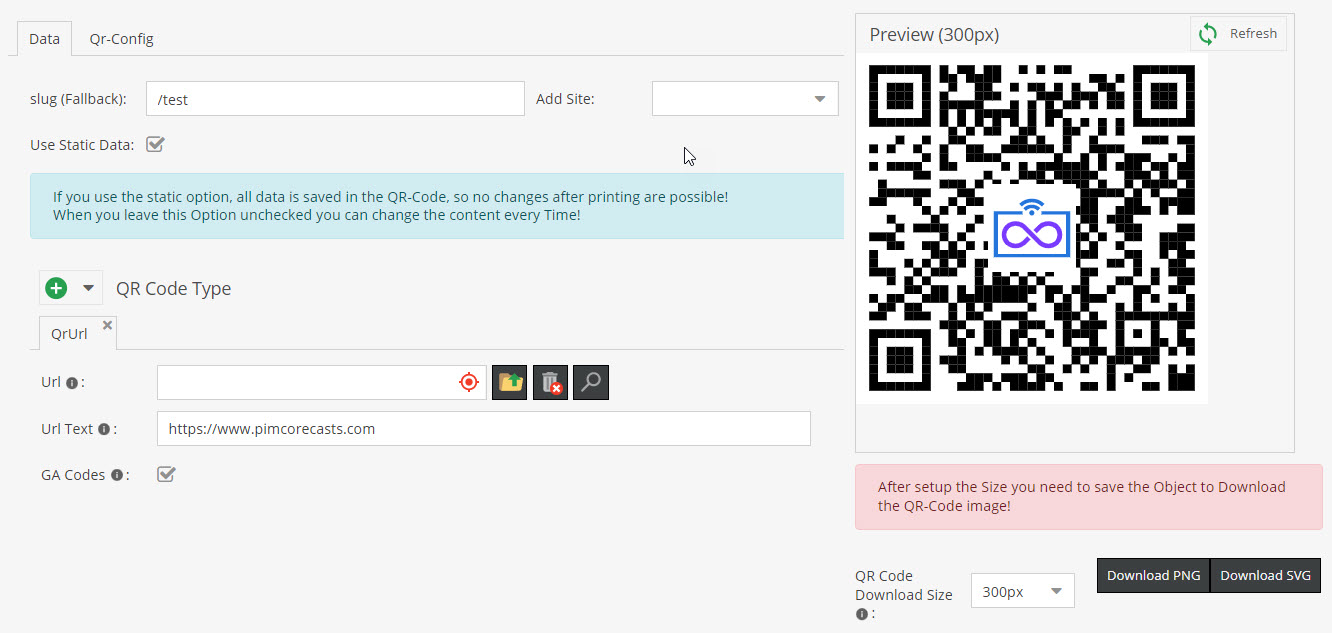 Data
Qr-Config
slug (Fallback):
/test
Add Site:
Use Static Data:
If you use the static option, all data is saved in the QR-Code, so no changes after printing are possible!
When you leave this Option unchecked you can change the content every Time!
QR Code Type
QrUrl
Url :
Url Text :
https://www.pimcorecasts.com
GA Codes :
Preview (300px)
Refresh
After setup the Size you need to save the Object to Download
the QR-Code image!
QR Code
Download Size
:
300px
Download PNG
Download SVG